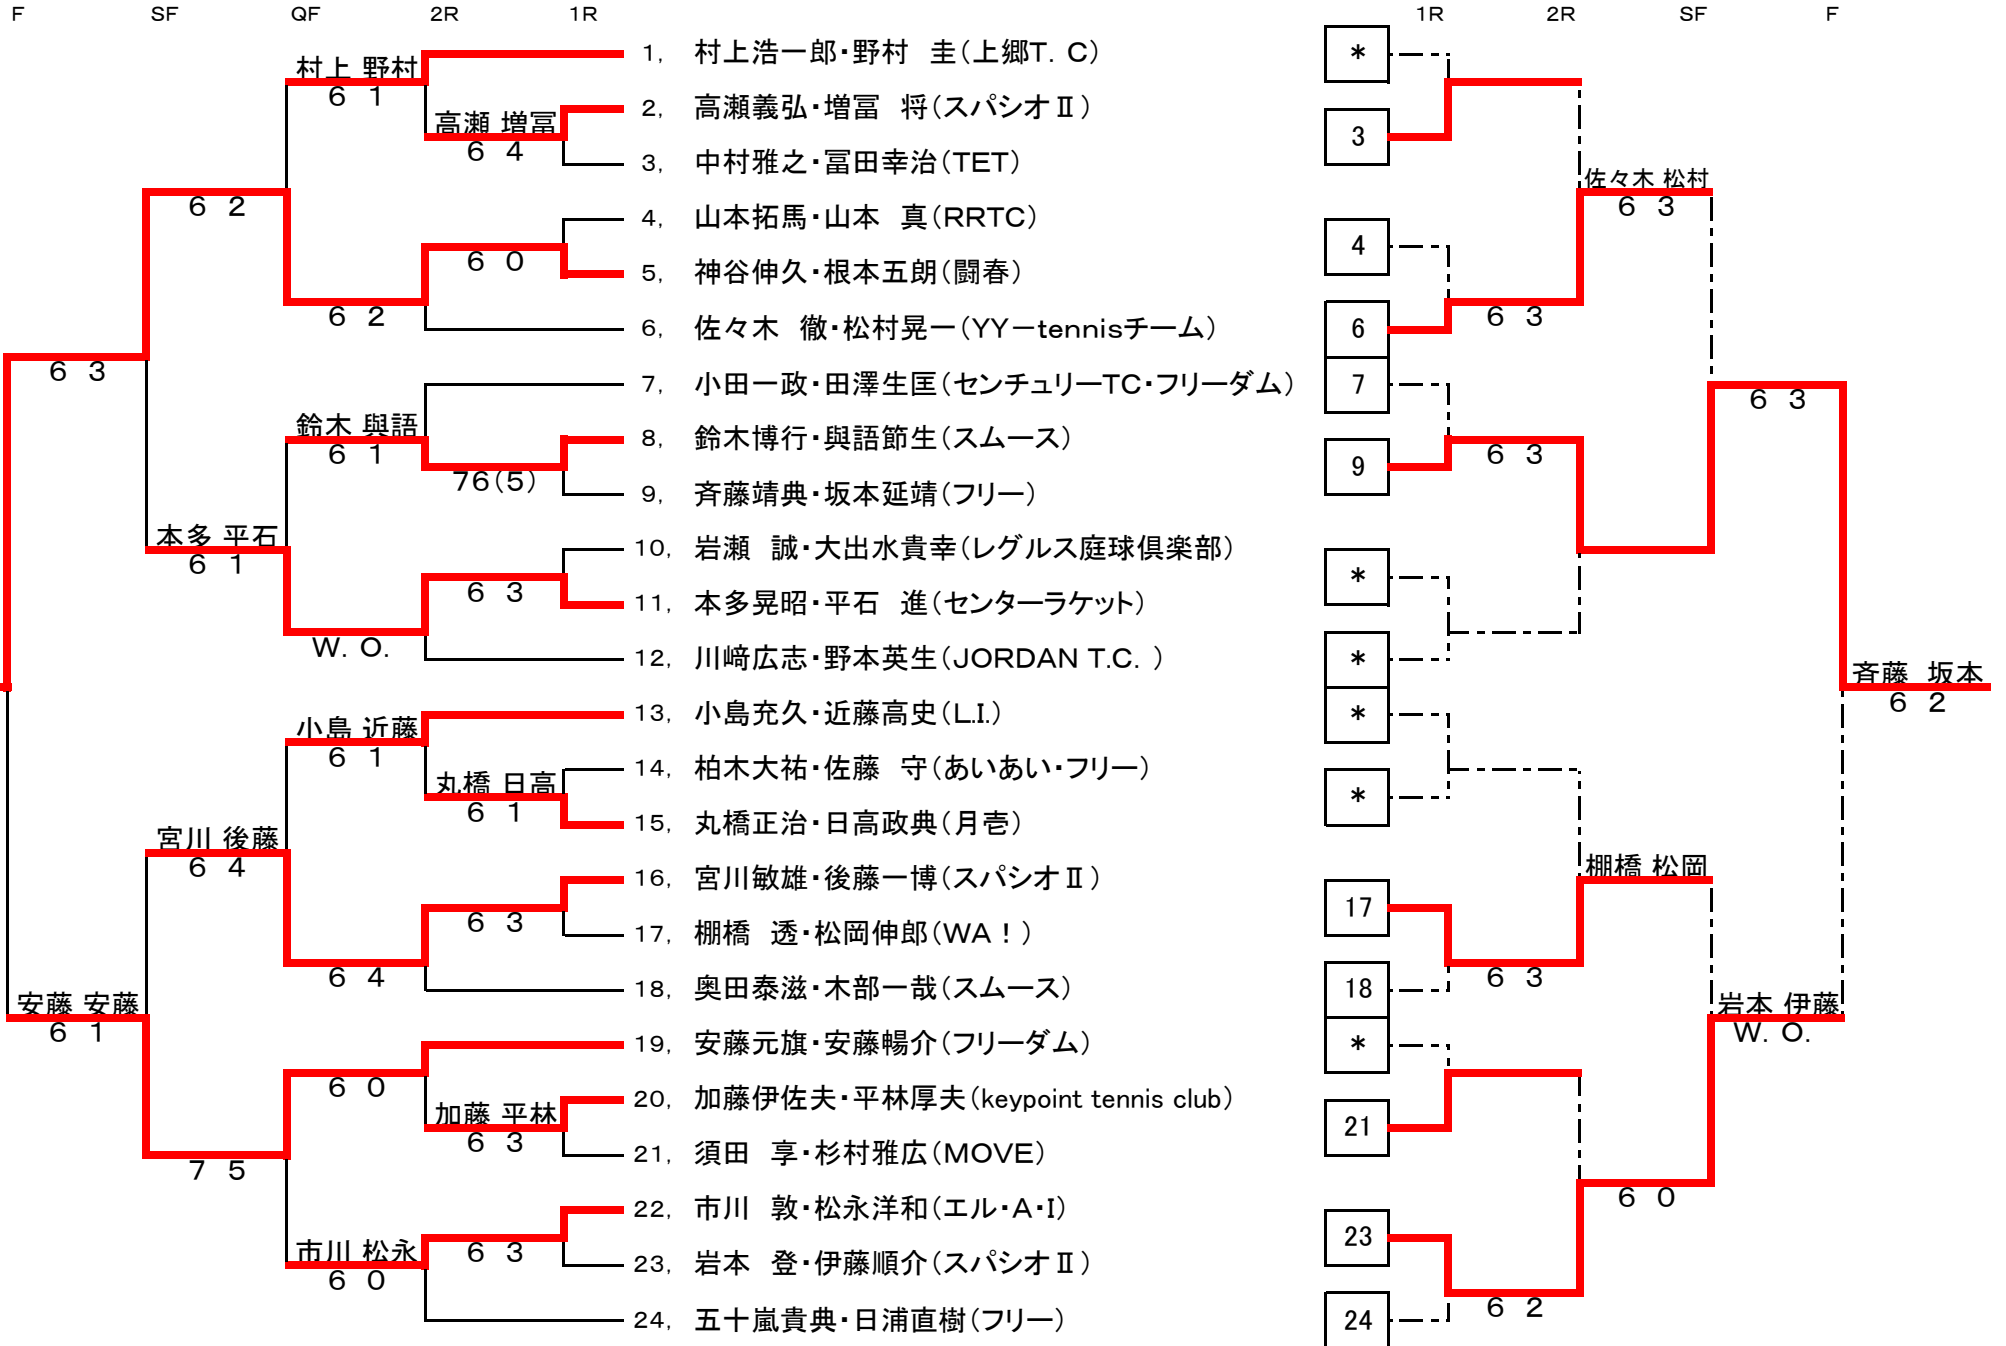 F SF QF 2R 1R 1R 2R SF F
1, 村上浩一郎・野村　圭(上郷T. C)
2, 高瀬義弘・増冨　将(スパシオⅡ)
3, 中村雅之・冨田幸治(TET)
4, 山本拓馬・山本　真(RRTC)
5, 神谷伸久・根本五朗(闘春)
6, 佐々木　徹・松村晃一(YY－tennisチーム)
7, 小田一政・田澤生匡(センチュリーTC・フリーダム)
8, 鈴木博行・與語節生(スムース)
9, 斉藤靖典・坂本延靖(フリー)
10, 岩瀬　誠・大出水貴幸(レグルス庭球倶楽部)
11, 本多晃昭・平石　進(センターラケット)
12, 川﨑広志・野本英生(JORDAN T.C. )
13, 小島充久・近藤高史(L.I.)
14, 柏木大祐・佐藤　守(あいあい・フリー)
15, 丸橋正治・日高政典(月壱)
16, 宮川敏雄・後藤一博(スパシオⅡ)
17, 棚橋　透・松岡伸郎(WA！)
18, 奥田泰滋・木部一哉(スムース)
19, 安藤元旗・安藤暢介(フリーダム)
20, 加藤伊佐夫・平林厚夫(keypoint tennis club)
21, 須田　享・杉村雅広(MOVE)
22, 市川　敦・松永洋和(エル・A・I)
23, 岩本　登・伊藤順介(スパシオⅡ)
24, 五十嵐貴典・日浦直樹(フリー)
高瀬 増冨
6 4
6 0
76(5)
6 3
丸橋 日高
6 1
6 3
加藤 平林
6 3
6 3
村上 野村
6 1
6 2
鈴木 與語
6 1
W. O.
小島 近藤
6 1
6 4
6 0
市川 松永
6 0
6 2
本多 平石
6 1
宮川 後藤
6 4
7 5
6 3
安藤 安藤
6 1
*
3
4
6
7
9
*
*
*
*
17
18
*
21
23
24
6 3
6 3
6 3
6 2
佐々木 松村
6 3
棚橋 松岡
6 0
6 3
岩本 伊藤
W. O.
斉藤 坂本
6 2